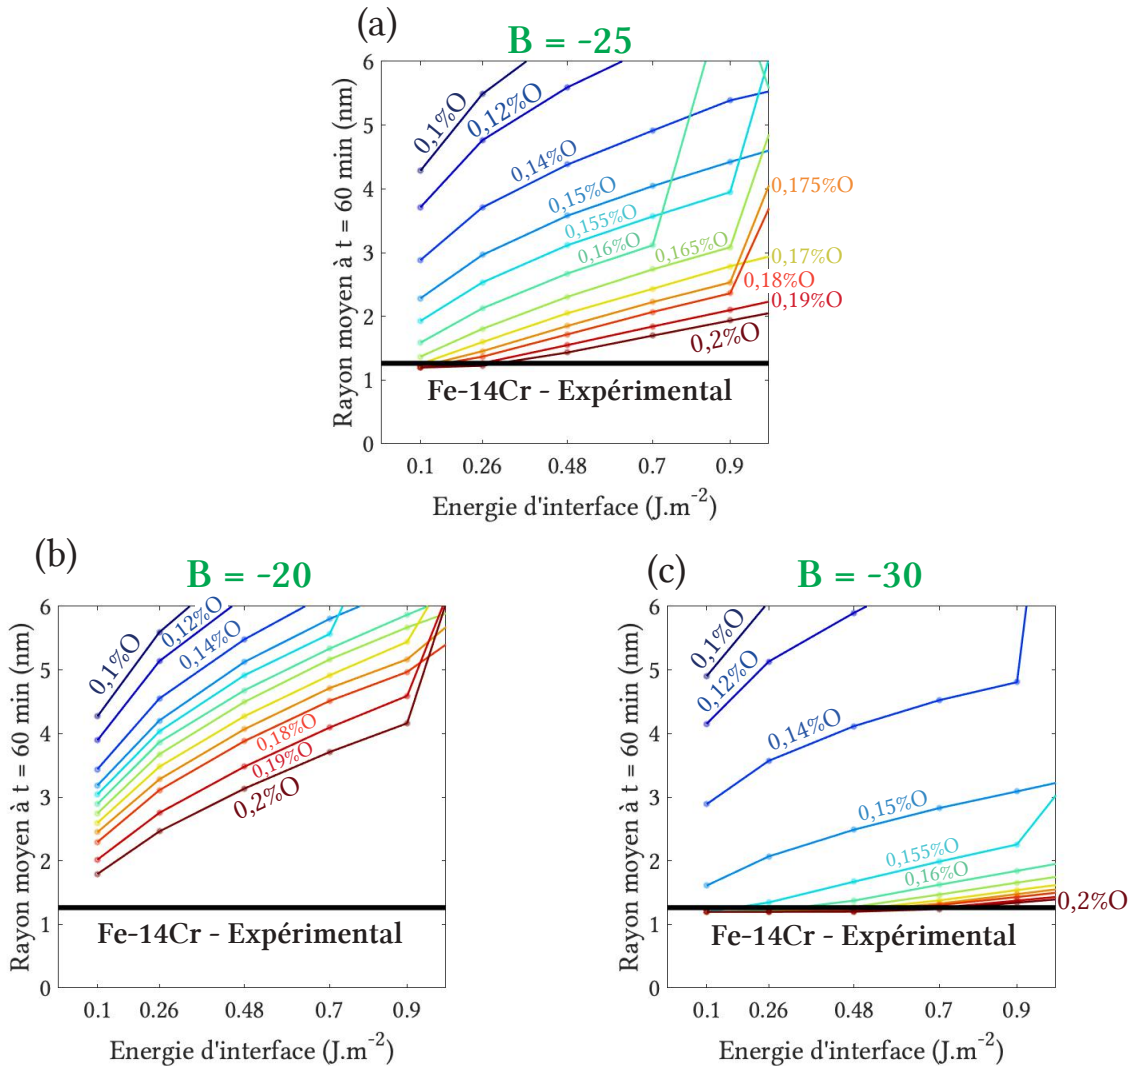 (a)
B = -25
Rayon moyen à t = 60 min (nm)
6
5
4
3
2
1
0
0,1%O
0,12%O
0,14%O
0,15%O
0,155%O
0,16%O
0,165%O
0,175%O
0,17%O
0,18%O
0,19%O
0,2%O
Fe-14Cr - Expérimental
0.1 0.26 0.48 0.7 0.9
Energie d'interface (J.m-2)
(b)
B = -20
Rayon moyen à t = 60 min (nm)
6
5
4
3
2
1
0
0,1%O
0,12%O
0,14%O
0,18%O
0,19%O
0,2%O
Fe-14Cr - Expérimental
0.1 0.26 0.48 0.7 0.9
Energie d'interface (J.m-2)
(c)
B = -30
Rayon moyen à t = 60 min (nm)
6
5
4
3
2
1
0
0,1%O
0,12%O
0,14%O
0,15%O
0,155%O
0,16%O
0,2%O
Fe-14Cr - Expérimental
0.1 0.26 0.48 0.7 0.9
Energie d'interface (J.m-2)